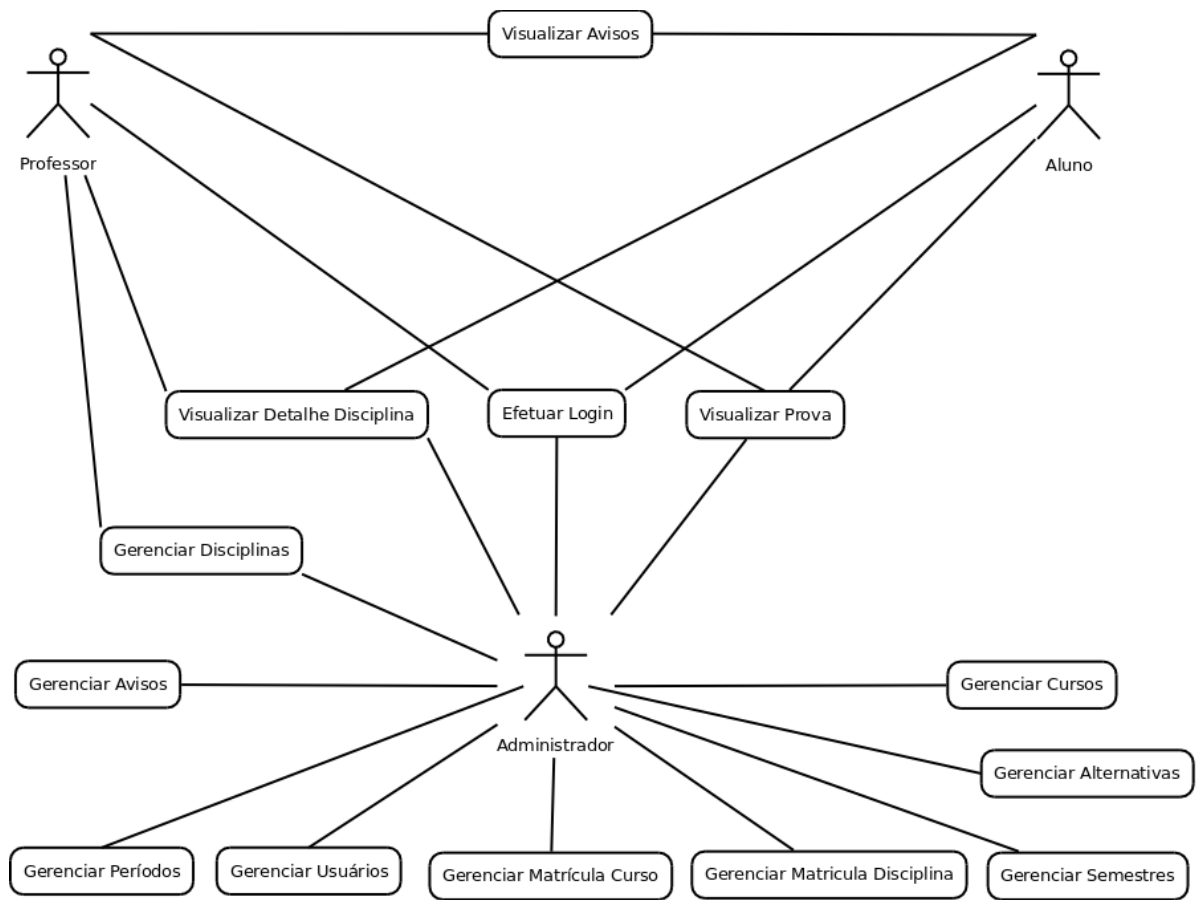 Visualizar Avisos
Professor
Aluno
Visualizar Detalhe Disciplina
Efetuar Login
Visualizar Prova
Gerenciar Disciplinas
Gerenciar Avisos
Gerenciar Cursos
Administrador
Gerenciar Alternativas
Gerenciar Períodos
Gerenciar Usuários
Gerenciar Matrícula Curso
Gerenciar Matricula Disciplina
Gerenciar Semestres